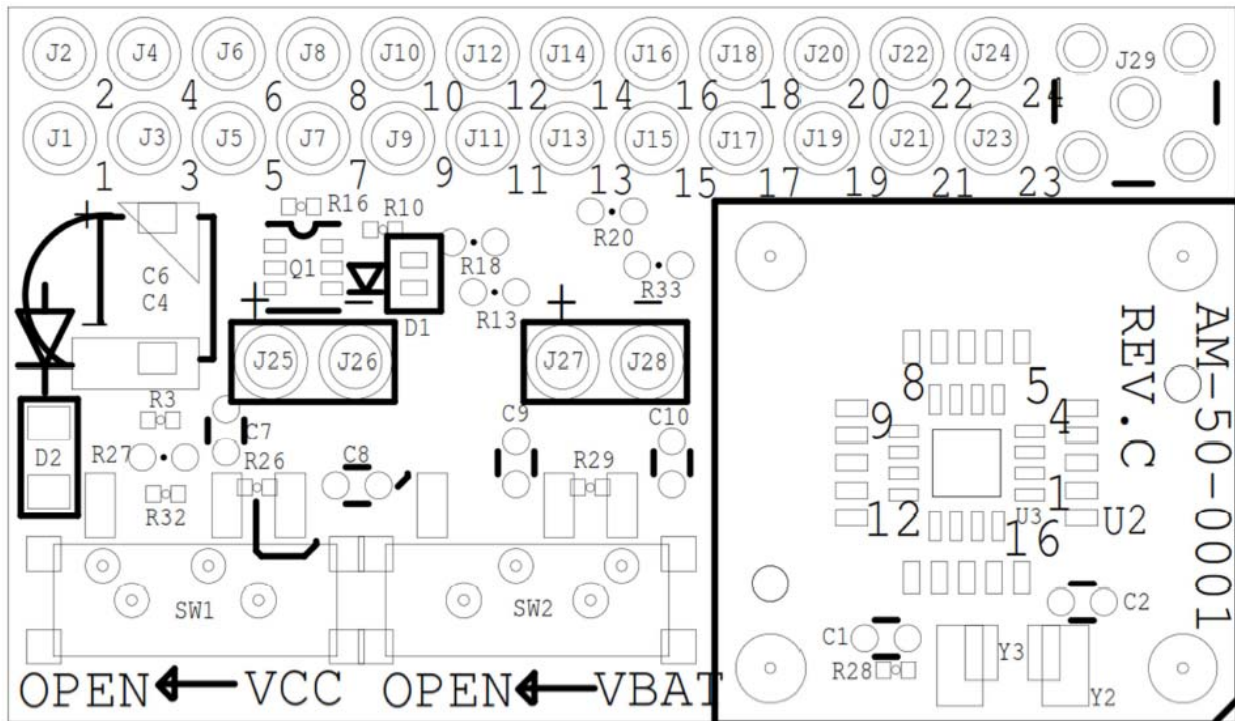 J2 J4 J6 J8 J10 J12 J14 J16 J18 J20 J22 J24 J29
2 4 6 8 10 12 14 16 18 20 22 24
J1 J3 J5 J7 J9 J11 J13 J15 J17 J19 J21 J23
1 3 5 7 9 11 13 15 17 19 21 23
R16 R10 R20
+ Q1 R18 R33
C6
C4
+ − R13 + −
D1
J25 J26 J27 J28
AM-50-0001
REV.C
8 5
R3 C7 C9 C10 9 4
D2 R27 R26 C8 R29
R32 12 1 U3 U2
16
SW1 SW2
C1 C2
R28 Y3
Y2
OPEN VCC OPEN VBAT